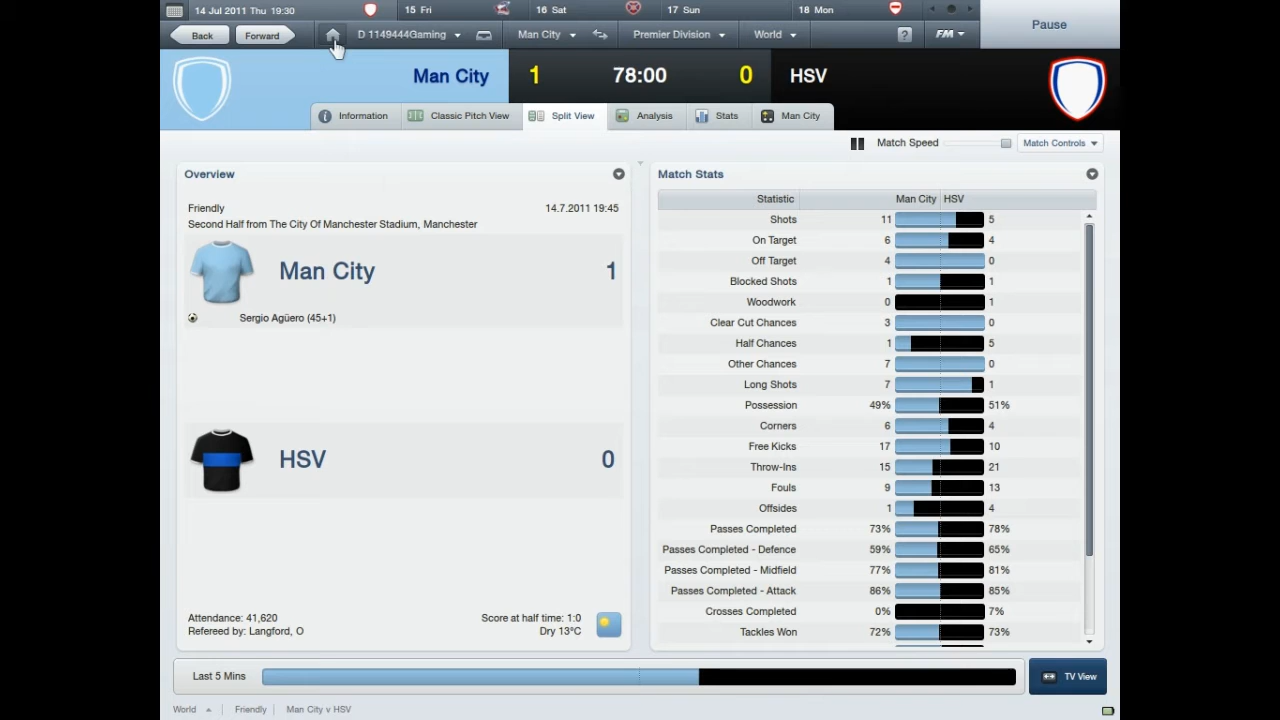 14 Jul 2011 Thu 19:30 15 Fri 16 Sat 17 Sun 18 Mon
Pause
Back Forward D 1149444Gaming Man City Premier Division World ? FM
Man City 1 78:00 0 HSV
Information Classic Pitch View Split View Analysis Stats Man City
Match Speed Match Controls
Overview
Friendly 14.7.2011 19:45
Second Half from The City Of Manchester Stadium, Manchester
Man City 1
Sergio Agüero (45+1)
HSV 0
Attendance: 41,620 Score at half time: 1:0
Refereed by: Langford, O Dry 13°C
Match Stats
Statistic Man City HSV
Shots 11 5
On Target 6 4
Off Target 4 0
Blocked Shots 1 1
Woodwork 0 1
Clear Cut Chances 3 0
Half Chances 1 5
Other Chances 7 0
Long Shots 7 1
Possession 49% 51%
Corners 6 4
Free Kicks 17 10
Throw-Ins 15 21
Fouls 9 13
Offsides 1 4
Passes Completed 73% 78%
Passes Completed - Defence 59% 65%
Passes Completed - Midfield 77% 81%
Passes Completed - Attack 86% 85%
Crosses Completed 0% 7%
Tackles Won 72% 73%
Last 5 Mins TV View
World Friendly Man City v HSV